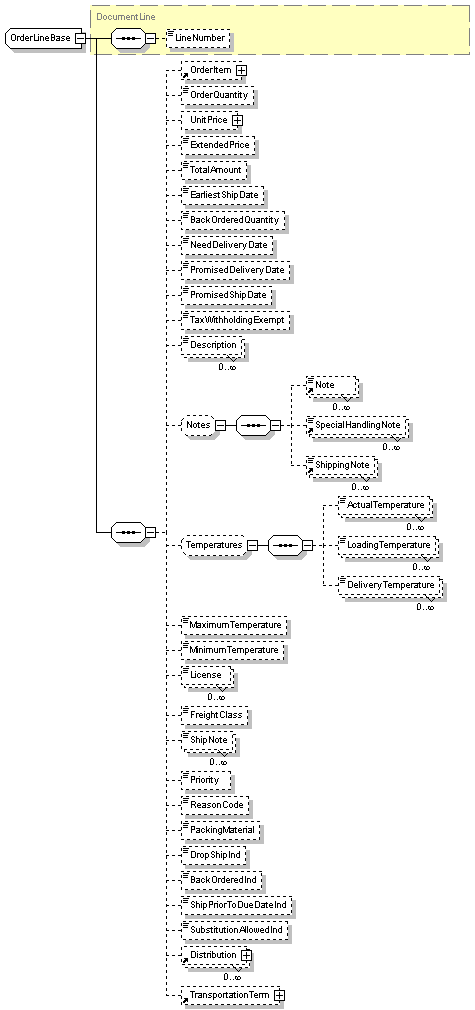 DocumentLine
OrderLineBase
LineNumber
OrderItem
OrderQuantity
UnitPrice
ExtendedPrice
TotalAmount
EarliestShipDate
BackOrderedQuantity
NeedDeliveryDate
PromisedDeliveryDate
PromisedShipDate
TaxWithholdingExempt
Description
0..∞
Notes
Note
0..∞
SpecialHandlingNote
0..∞
ShippingNote
0..∞
Temperatures
ActualTemperature
0..∞
LoadingTemperature
0..∞
DeliveryTemperature
0..∞
MaximumTemperature
MinimumTemperature
License
0..∞
FreightClass
ShipNote
0..∞
Priority
ReasonCode
PackingMaterial
DropShipInd
BackOrderedInd
ShipPriorToDueDateInd
SubstitutionAllowedInd
Distribution
0..∞
TransportationTerm